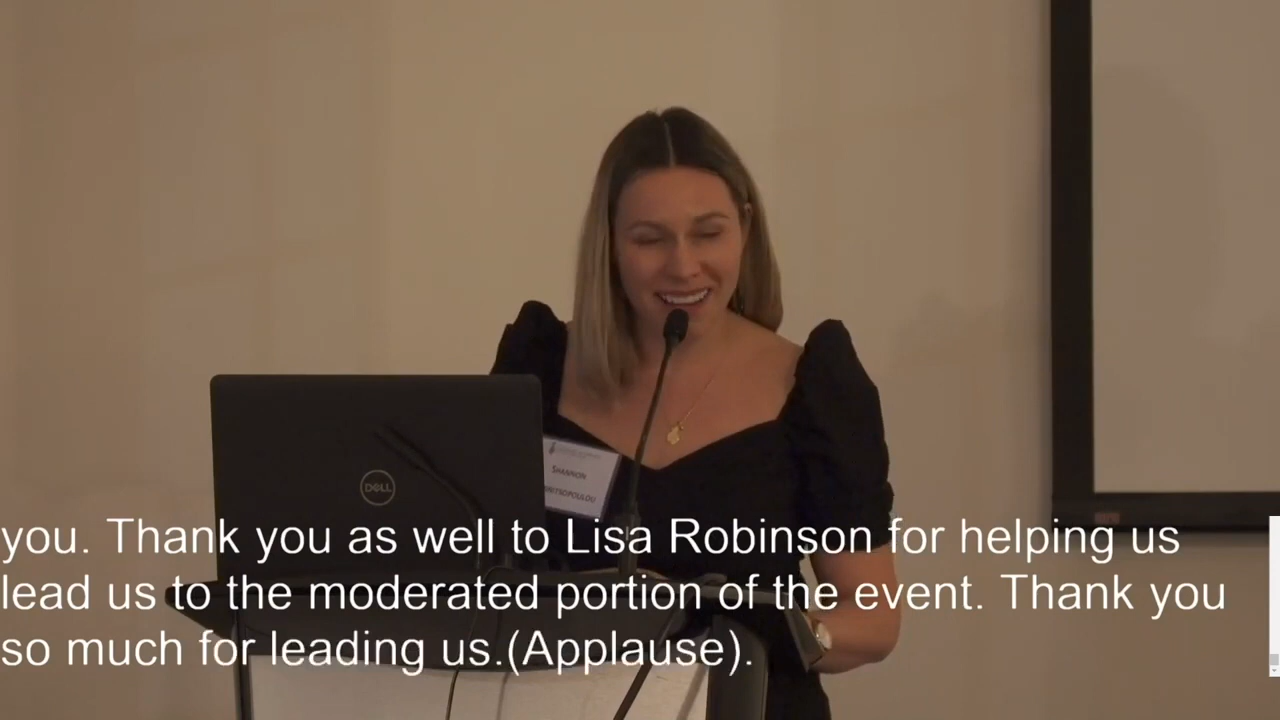 DELL
SHANNON
you. Thank you as well to Lisa Robinson for helping us
lead us to the moderated portion of the event. Thank you
so much for leading us.(Applause).